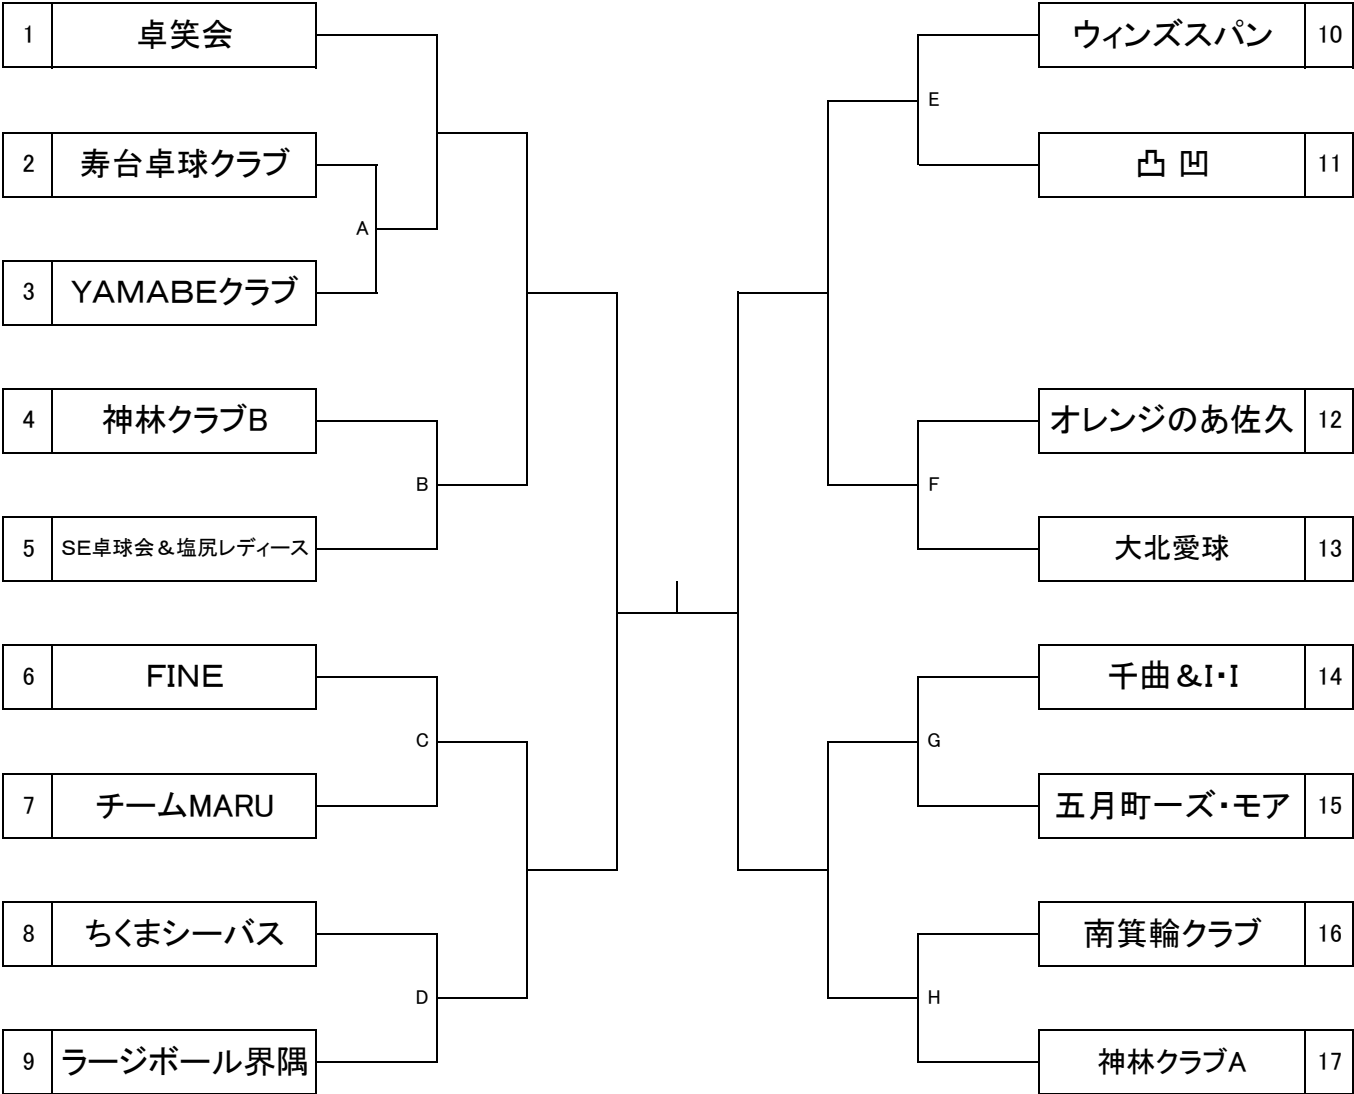 1 卓笑会
2 寿台卓球クラブ
A
3 YAMABEクラブ
4 神林クラブB
B
5 SE卓球会&塩尻レディース
6 FINE
C
7 チームMARU
8 ちくまシーバス
D
9 ラージボール界隈
ウィンズスパン 10
E
凸凹 11
オレンジのあ佐久 12
F
大北愛球 13
千曲&I・I 14
G
五月町ーズ・モア 15
南箕輪クラブ 16
H
神林クラブA 17